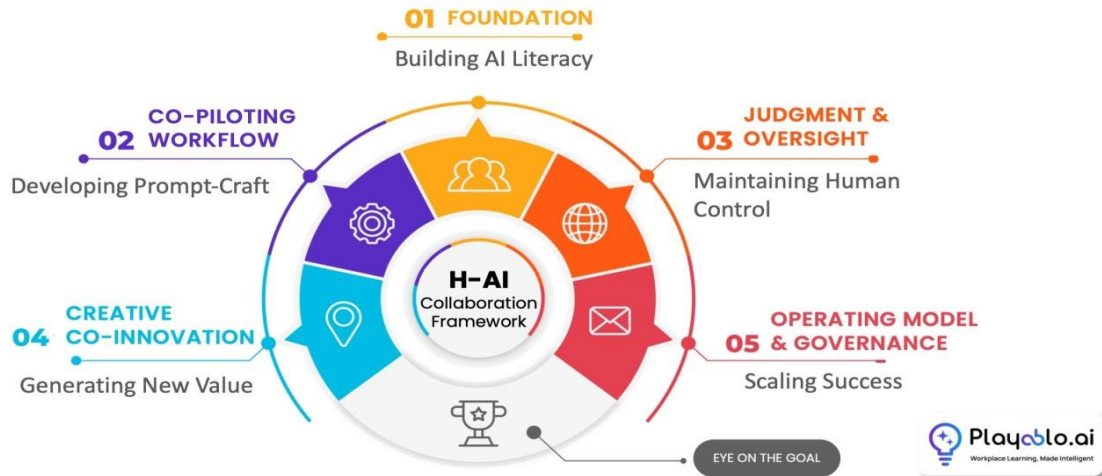 01 FOUNDATION
Building AI Literacy
02 CO-PILOTING
WORKFLOW
Developing Prompt-Craft
03 JUDGMENT &
OVERSIGHT
Maintaining Human
Control
04 CREATIVE
CO-INNOVATION
Generating New Value
05 OPERATING MODEL
& GOVERNANCE
Scaling Success
H-AI
Collaboration
Framework
EYE ON THE GOAL
Playablo.ai
Workplace Learning, Made Intelligent